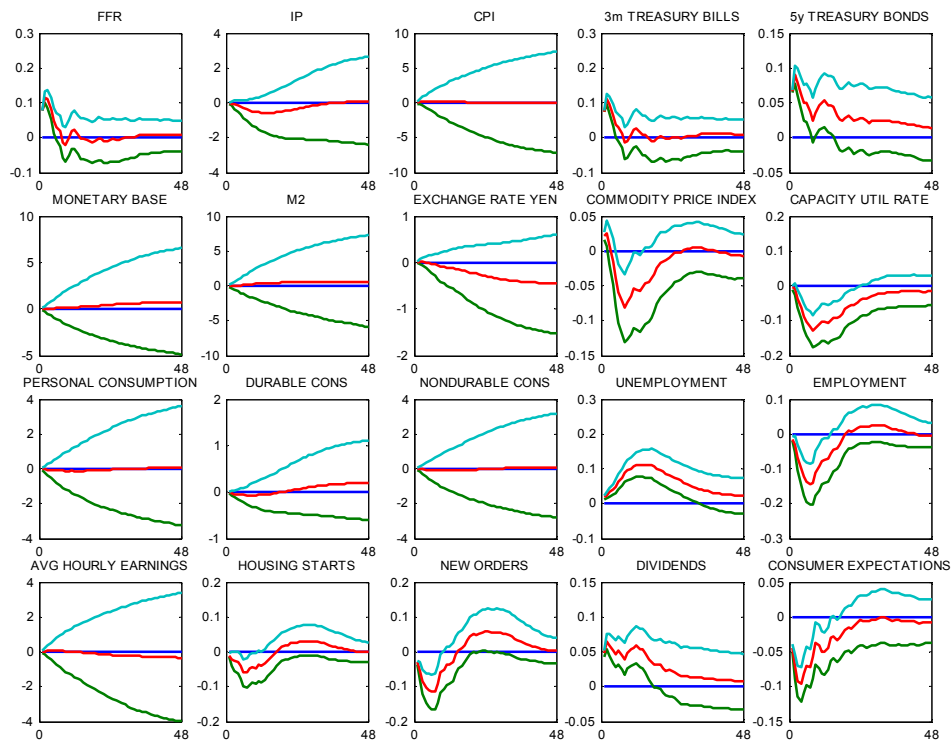 FFR IP CPI 3m TREASURY BILLS 5y TREASURY BONDS
0.3 4 10 0.3 0.15
0.2 2 5 0.2 0.1
0.1 0 0 0.1 0.05
0 -2 -5 0 0
-0.1 -4 -10 -0.1 -0.05
0 48 0 48 0 48 0 48 0 48
MONETARY BASE M2 EXCHANGE RATE YEN COMMODITY PRICE INDEX CAPACITY UTIL RATE
10 10 1 0.05 0.2
5 5 0 0 0.1
0 0 -1 -0.05 0
-5 -5 -2 -0.1 -0.1
-10 -0.15 -0.2
0 48 0 48 0 48 0 48 0 48
PERSONAL CONSUMPTION DURABLE CONS NONDURABLE CONS UNEMPLOYMENT EMPLOYMENT
4 2 4 0.3 0.1
2 1 2 0.2 0
0 0 0 0.1 -0.1
-2 -1 -2 0 -0.2
-4 -4 -0.1 -0.3
0 48 0 48 0 48 0 48 0 48
AVG HOURLY EARNINGS HOUSING STARTS NEW ORDERS DIVIDENDS CONSUMER EXPECTATIONS
4 0.2 0.2 0.15 0.05
2 0.1 0.1 0.1 0
0 0 0 0.05 -0.05
-2 -0.1 -0.1 0 -0.1
-4 -0.2 -0.2 -0.05 -0.15
0 48 0 48 0 48 0 48 0 48